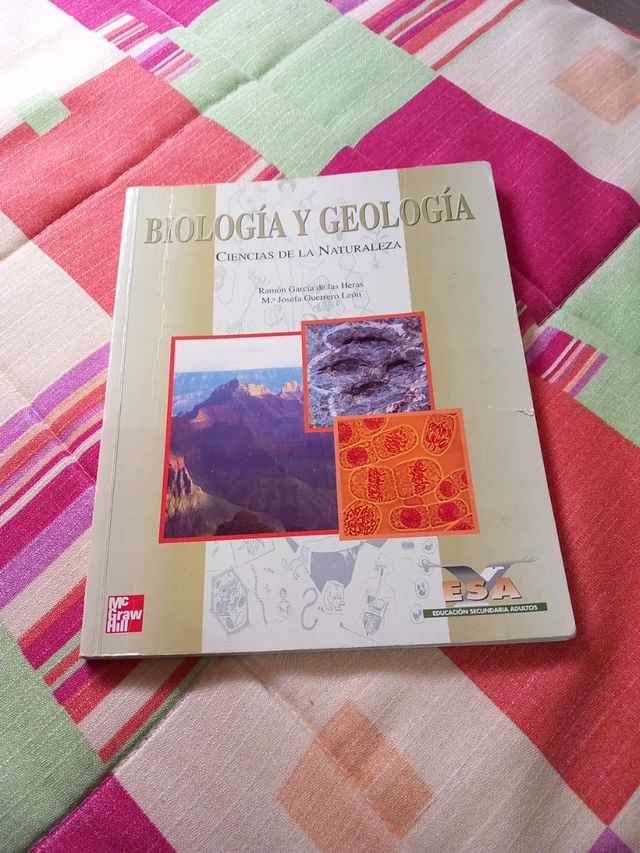 BIOLOGÍA Y GEOLOGÍA
CIENCIAS DE LA NATURALEZA
Ramón García de las Heras
M.ª Josefa Guerrero León
Mc
Graw
Hill
ESA
EDUCACIÓN SECUNDARIA ADULTOS